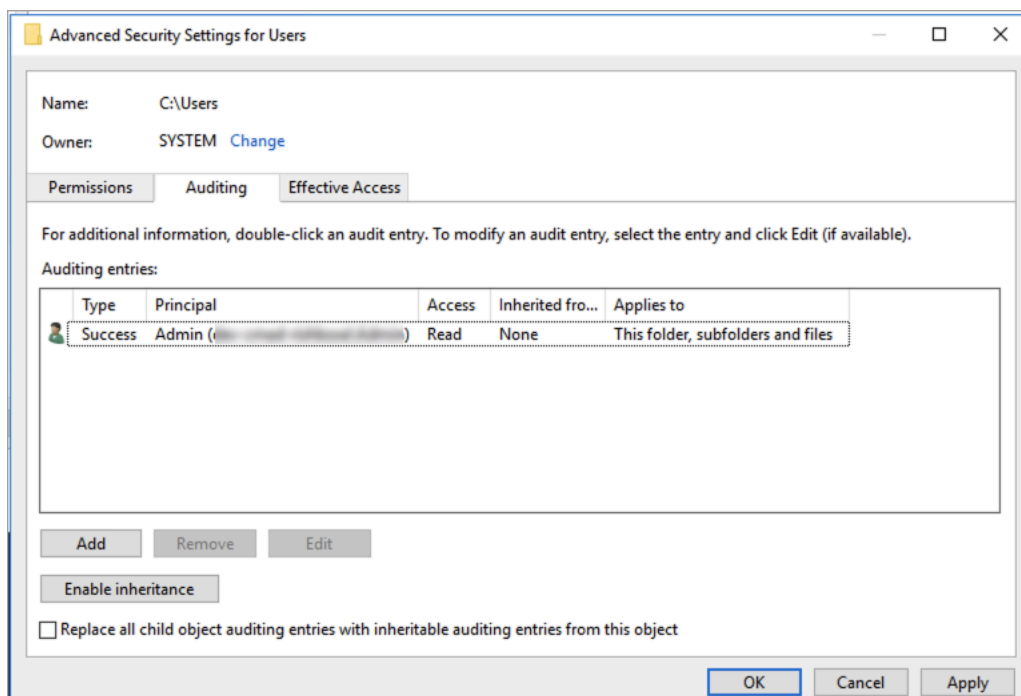 Advanced Security Settings for Users
Name: C:\Users
Owner: SYSTEM Change
Permissions Auditing Effective Access
For additional information, double-click an audit entry. To modify an audit entry, select the entry and click Edit (if available).
Auditing entries:
Type Principal Access Inherited fro... Applies to
Success Admin ( ) Read None This folder, subfolders and files
Add Remove Edit
Enable inheritance
Replace all child object auditing entries with inheritable auditing entries from this object
OK Cancel Apply